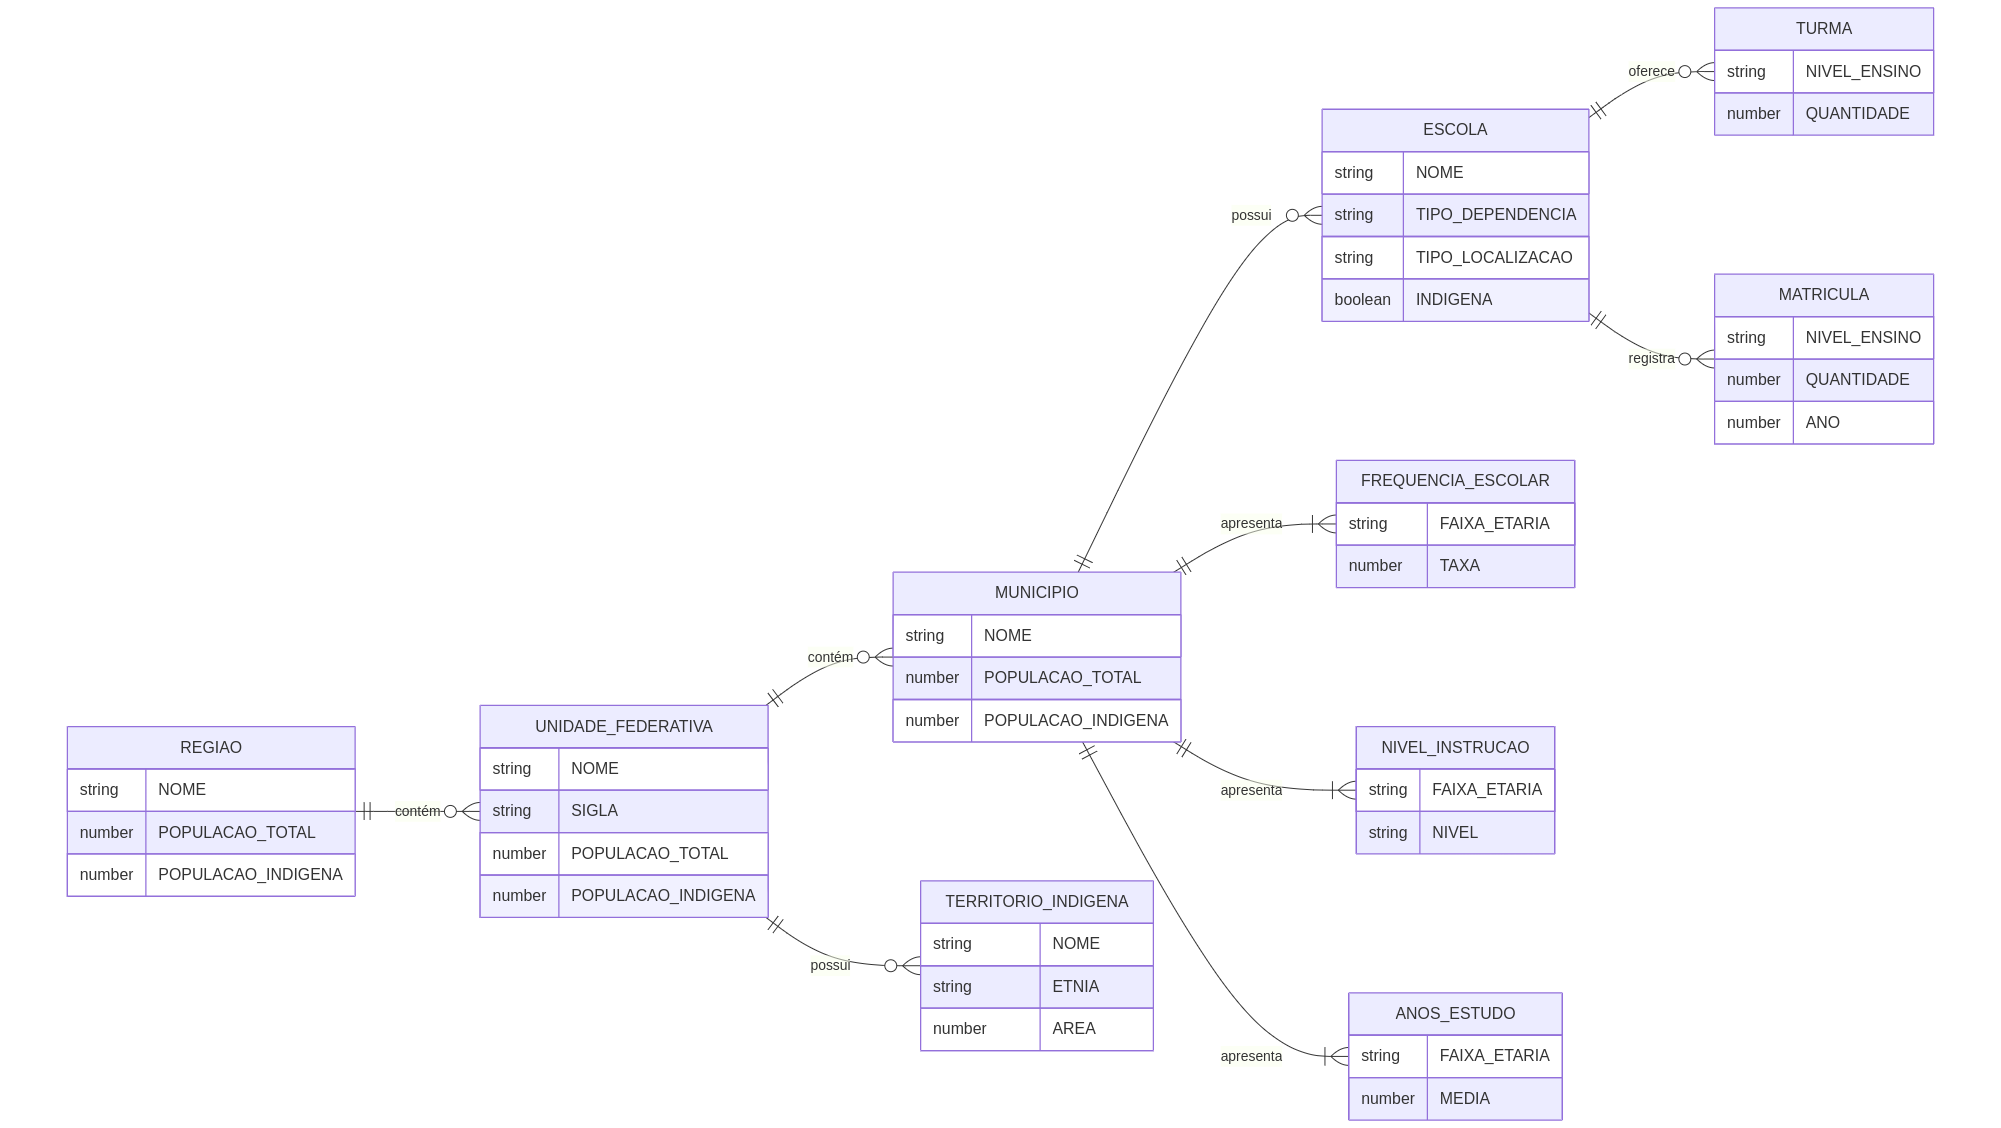 REGIAO
string NOME
number POPULACAO_TOTAL
number POPULACAO_INDIGENA
contém
UNIDADE_FEDERATIVA
string NOME
string SIGLA
number POPULACAO_TOTAL
number POPULACAO_INDIGENA
contém
possui
MUNICIPIO
string NOME
number POPULACAO_TOTAL
number POPULACAO_INDIGENA
TERRITORIO_INDIGENA
string NOME
string ETNIA
number AREA
possui
apresenta
apresenta
apresenta
ESCOLA
string NOME
string TIPO_DEPENDENCIA
string TIPO_LOCALIZACAO
boolean INDIGENA
FREQUENCIA_ESCOLAR
string FAIXA_ETARIA
number TAXA
NIVEL_INSTRUCAO
string FAIXA_ETARIA
string NIVEL
ANOS_ESTUDO
string FAIXA_ETARIA
number MEDIA
oferece
registra
TURMA
string NIVEL_ENSINO
number QUANTIDADE
MATRICULA
string NIVEL_ENSINO
number QUANTIDADE
number ANO